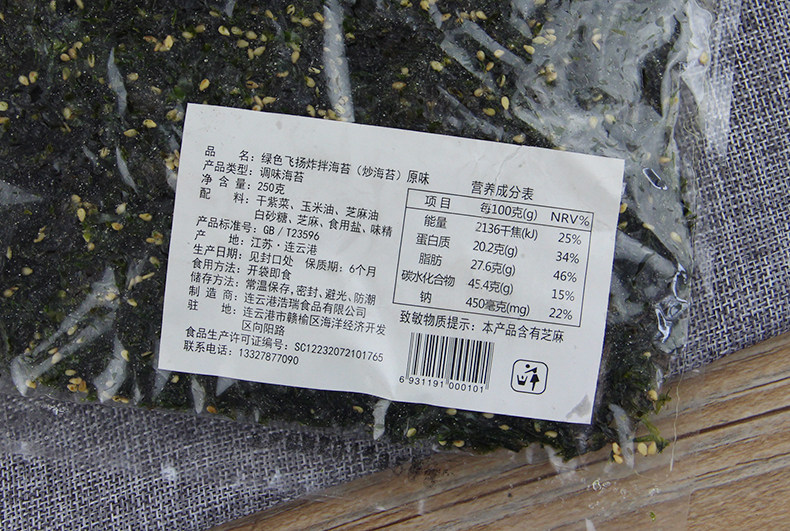 品 名：绿色飞扬炸拌海苔（炒海苔）原味
产品类型：调味海苔
净 含 量：250克
配 料：干紫菜、玉米油、芝麻油
白砂糖、芝麻、食用盐、味精
产品标准号：GB/T23596
产 地：江苏·连云港
生产日期：见封口处 保质期：6个月
食用方法：开袋即食
储存方法：常温保存,密封、避光、防潮
制 造 商：连云港浩瑞食品有限公司
驻 地：连云港市赣榆区海洋经济开发
区向阳路
食品生产许可证编号：SC12232072101765
联系电话：13327877090
营养成分表
项目 每100克(g) NRV%
能量 2136千焦(kJ) 25%
蛋白质 20.2克(g) 34%
脂肪 27.6克(g) 46%
碳水化合物 45.4克(g) 15%
钠 450毫克(mg) 22%
致敏物质提示：本产品含有芝麻
6 931191 000101